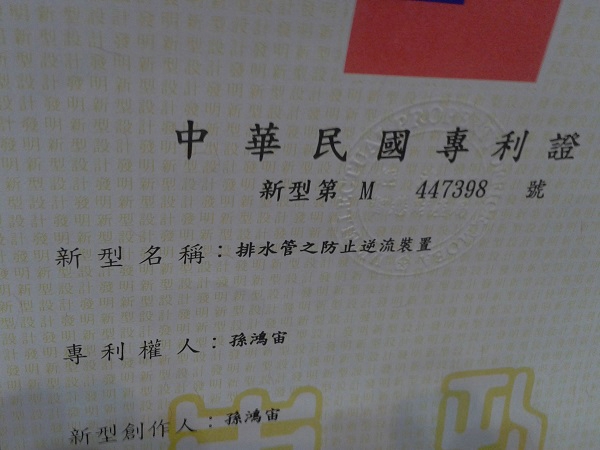 中華民國專利證
新型第 M 447398 號
新型名稱：排水管之防止逆流裝置
專利權人：孫鴻宙
新型創作人：孫鴻宙